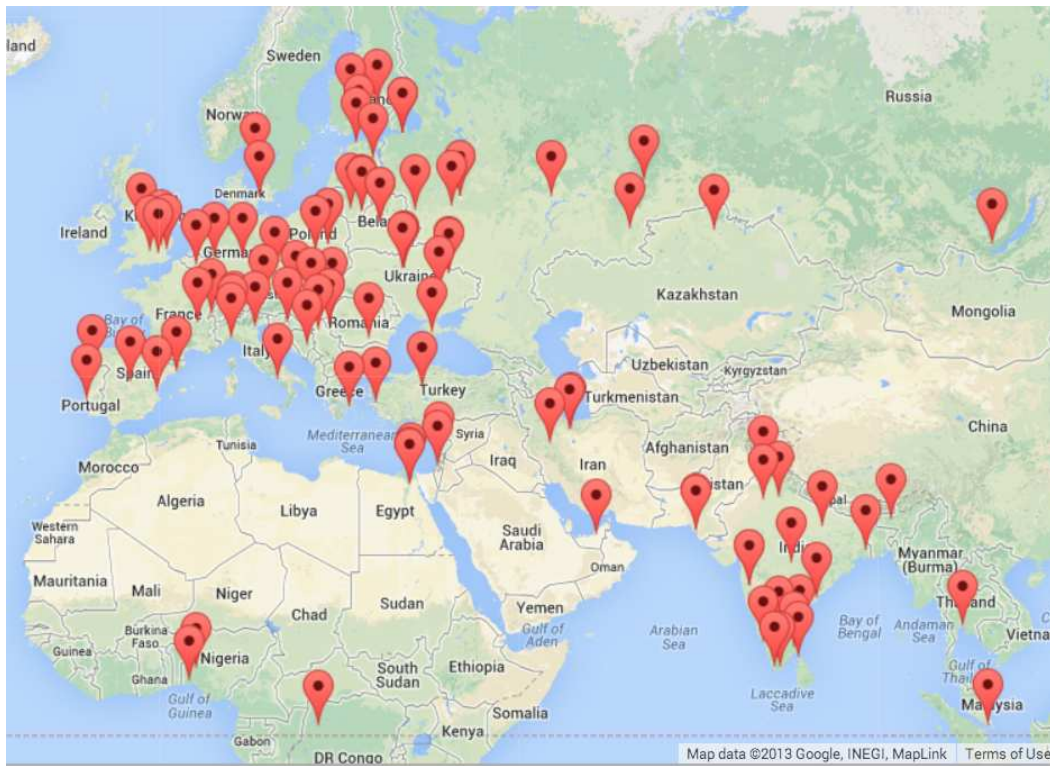 land
Sweden
Russia
Norw
Denmark
Ireland
Bela
Germa
Ukraine
Kazakhstan
Mongolia
Bay of
France
Romania
Italy
Uzbekistan
Kyrgyzstan
Spain
Portugal
Greece
Turkey
Turkmenistan
China
Mediterranean
Sea
Syria
Tunisia
Morocco
Iraq
Iran
Afghanistan
Algeria
Libya
Egypt
Western
Sahara
Saudi
Arabia
Oman
Mauritania
Mali
Niger
Chad
Sudan
Yemen
Gulf of
Aden
Arabian
Sea
Bay of
Bengal
Andaman
Sea
Myanmar
(Burma)
Vietna
Burkina
Faso
Guinea
Ghana
Nigeria
Gulf of
Guinea
South
Sudan
Ethiopia
Somalia
Laccadive
Sea
Gulf of
Gabon
Kenya
DR Congo
Map data ©2013 Google, INEGI, MapLink
Terms of Use